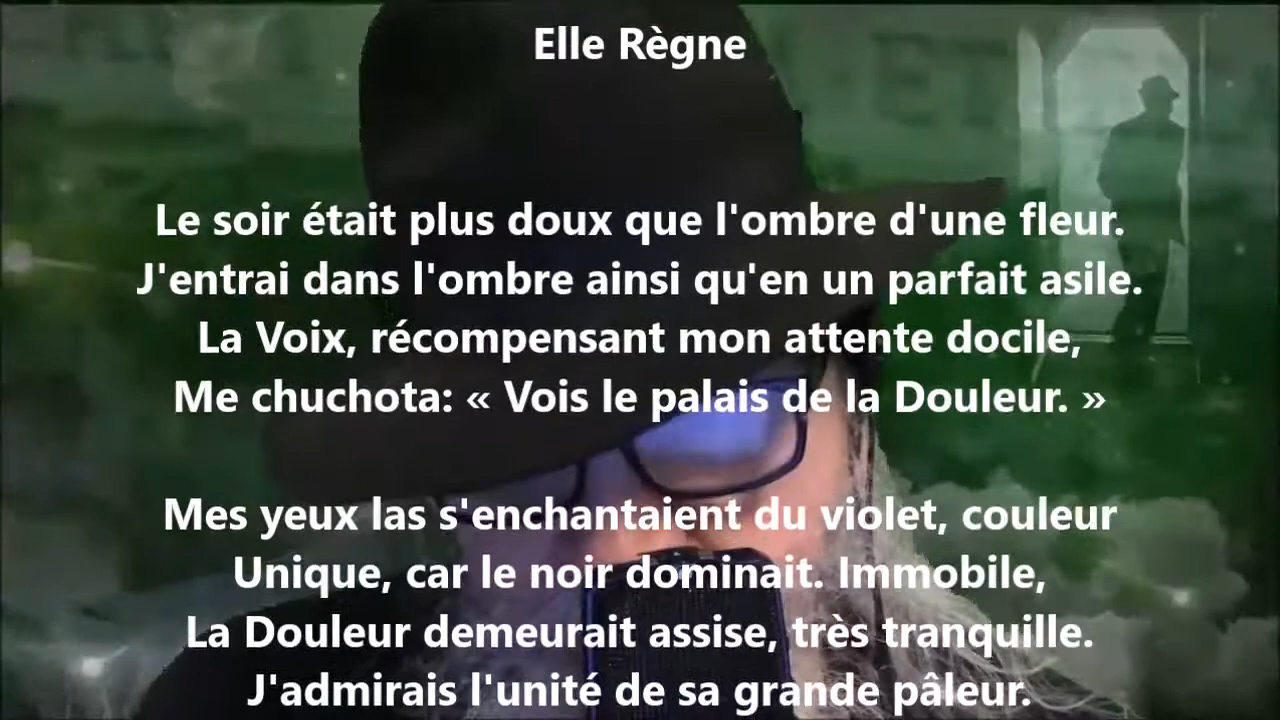 Elle Règne
Le soir était plus doux que l'ombre d'une fleur.
J'entrai dans l'ombre ainsi qu'en un parfait asile.
La Voix, récompensant mon attente docile,
Me chuchota: « Vois le palais de la Douleur. »
Mes yeux las s'enchantaient du violet, couleur
Unique, car le noir dominait. Immobile,
La Douleur demeurait assise, très tranquille.
J'admirais l'unité de sa grande pâleur.